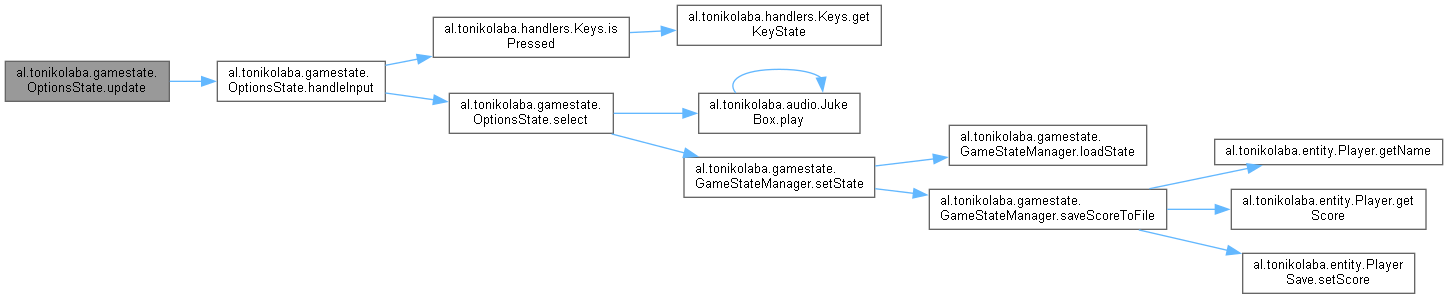 al.tonikolaba.gamestate.
OptionsState.update
al.tonikolaba.gamestate.
OptionsState.handleInput
al.tonikolaba.handlers.Keys.is
Pressed
al.tonikolaba.handlers.Keys.get
KeyState
al.tonikolaba.gamestate.
OptionsState.select
al.tonikolaba.audio.Juke
Box.play
al.tonikolaba.gamestate.
GameStateManager.setState
al.tonikolaba.gamestate.
GameStateManager.loadState
al.tonikolaba.gamestate.
GameStateManager.saveScoreToFile
al.tonikolaba.entity.Player.getName
al.tonikolaba.entity.Player.get
Score
al.tonikolaba.entity.Player
Save.setScore